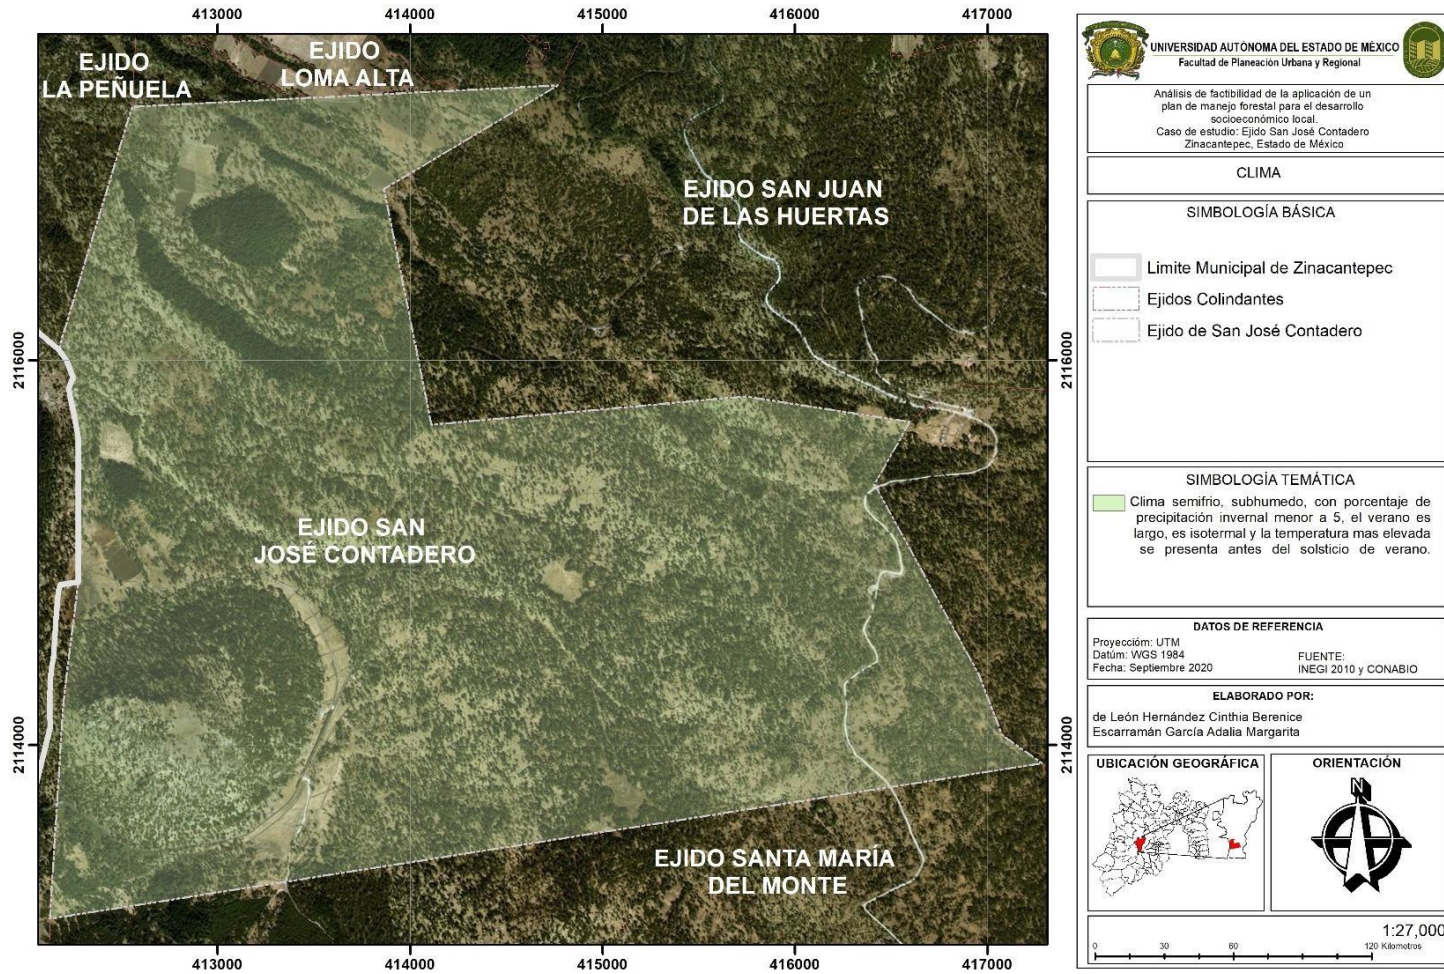 413000
414000
415000
416000
417000
EJIDO
LA PEÑUELA
EJIDO
LOMA ALTA
EJIDO SAN JUAN
DE LAS HUERTAS
2116000
2116000
EJIDO SAN
JOSÉ CONTADERO
2114000
2114000
EJIDO SANTA MARÍA
DEL MONTE
413000
414000
415000
416000
417000
UNIVERSIDAD AUTÓNOMA DEL ESTADO DE MÉXICO
Facultad de Planeación Urbana y Regional
Análisis de factibilidad de la aplicación de un
plan de manejo forestal para el desarrollo
socioeconómico local.
Caso de estudio: Ejido San José Contadero
Zinacantepec, Estado de México
CLIMA
SIMBOLOGÍA BÁSICA
Limite Municipal de Zinacantepec
Ejidos Colindantes
Ejido de San José Contadero
SIMBOLOGÍA TEMÁTICA
Clima semifrio, subhumedo, con porcentaje de
precipitación invernal menor a 5, el verano es
largo, es isotermal y la temperatura mas elevada
se presenta antes del solsticio de verano.
DATOS DE REFERENCIA
Proyección: UTM
Datúm: WGS 1984
Fecha: Septiembre 2020
FUENTE:
INEGI 2010 y CONABIO
ELABORADO POR:
de León Hernández Cinthia Berenice
Escarramán García Adalia Margarita
UBICACIÓN GEOGRÁFICA
ORIENTACIÓN
N
1:27,000
0 30 60 120 Kilometros